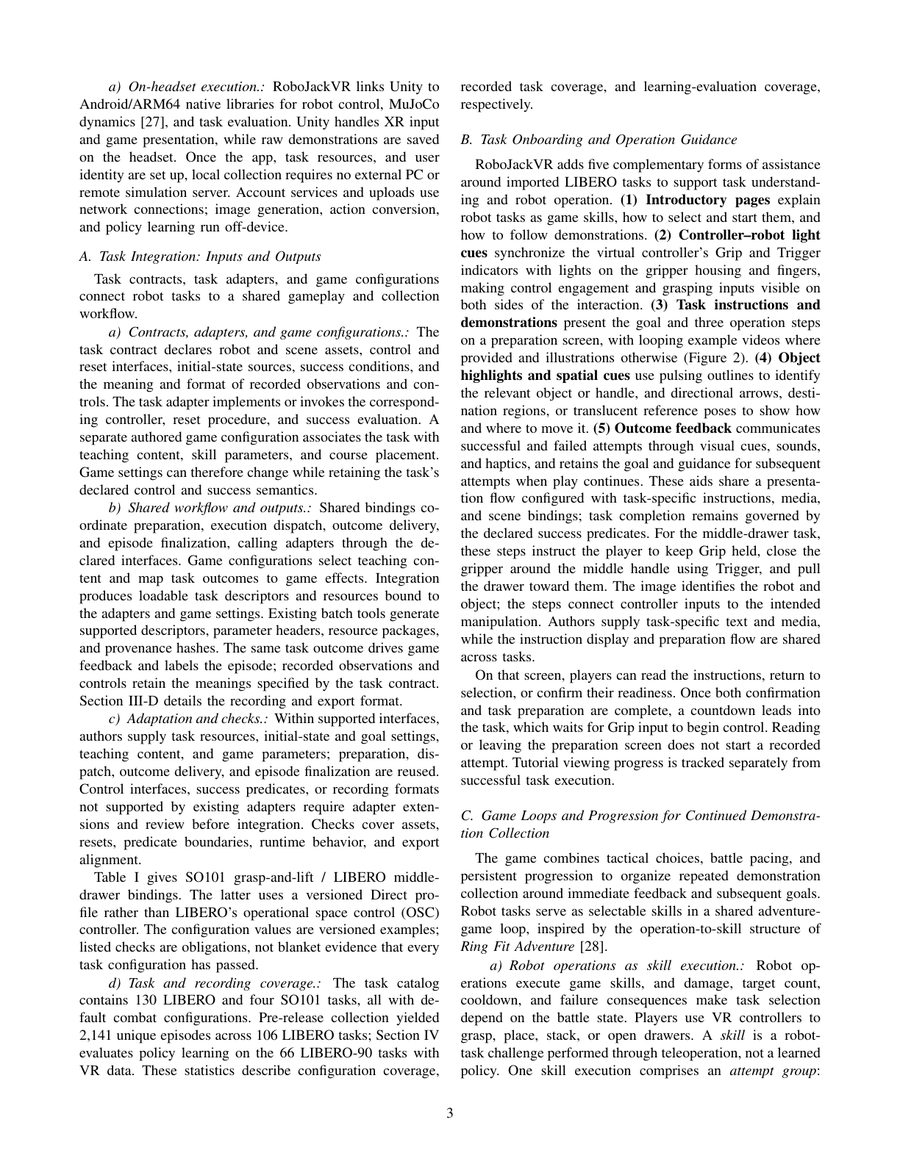 a) On-headset execution.: RoboJackVR links Unity to
Android/ARM64 native libraries for robot control, MuJoCo
dynamics [27], and task evaluation. Unity handles XR input
and game presentation, while raw demonstrations are saved
on the headset. Once the app, task resources, and user
identity are set up, local collection requires no external PC or
remote simulation server. Account services and uploads use
network connections; image generation, action conversion,
and policy learning run off-device.
A. Task Integration: Inputs and Outputs
Task contracts, task adapters, and game configurations
connect robot tasks to a shared gameplay and collection
workflow.
a) Contracts, adapters, and game configurations.: The
task contract declares robot and scene assets, control and
reset interfaces, initial-state sources, success conditions, and
the meaning and format of recorded observations and con-
trols. The task adapter implements or invokes the correspond-
ing controller, reset procedure, and success evaluation. A
separate authored game configuration associates the task with
teaching content, skill parameters, and course placement.
Game settings can therefore change while retaining the task's
declared control and success semantics.
b) Shared workflow and outputs.: Shared bindings co-
ordinate preparation, execution dispatch, outcome delivery,
and episode finalization, calling adapters through the de-
clared interfaces. Game configurations select teaching con-
tent and map task outcomes to game effects. Integration
produces loadable task descriptors and resources bound to
the adapters and game settings. Existing batch tools generate
supported descriptors, parameter headers, resource packages,
and provenance hashes. The same task outcome drives game
feedback and labels the episode; recorded observations and
controls retain the meanings specified by the task contract.
Section III-D details the recording and export format.
c) Adaptation and checks.: Within supported interfaces,
authors supply task resources, initial-state and goal settings,
teaching content, and game parameters; preparation, dis-
patch, outcome delivery, and episode finalization are reused.
Control interfaces, success predicates, or recording formats
not supported by existing adapters require adapter exten-
sions and review before integration. Checks cover assets,
resets, predicate boundaries, runtime behavior, and export
alignment.
Table I gives SO101 grasp-and-lift / LIBERO middle-
drawer bindings. The latter uses a versioned Direct pro-
file rather than LIBERO's operational space control (OSC)
controller. The configuration values are versioned examples;
listed checks are obligations, not blanket evidence that every
task configuration has passed.
d) Task and recording coverage.: The task catalog
contains 130 LIBERO and four SO101 tasks, all with de-
fault combat configurations. Pre-release collection yielded
2,141 unique episodes across 106 LIBERO tasks; Section IV
evaluates policy learning on the 66 LIBERO-90 tasks with
VR data. These statistics describe configuration coverage,
recorded task coverage, and learning-evaluation coverage,
respectively.
B. Task Onboarding and Operation Guidance
RoboJackVR adds five complementary forms of assistance
around imported LIBERO tasks to support task understand-
ing and robot operation. (1) Introductory pages explain
robot tasks as game skills, how to select and start them, and
how to follow demonstrations. (2) Controller–robot light
cues synchronize the virtual controller's Grip and Trigger
indicators with lights on the gripper housing and fingers,
making control engagement and grasping inputs visible on
both sides of the interaction. (3) Task instructions and
demonstrations present the goal and three operation steps
on a preparation screen, with looping example videos where
provided and illustrations otherwise (Figure 2). (4) Object
highlights and spatial cues use pulsing outlines to identify
the relevant object or handle, and directional arrows, desti-
nation regions, or translucent reference poses to show how
and where to move it. (5) Outcome feedback communicates
successful and failed attempts through visual cues, sounds,
and haptics, and retains the goal and guidance for subsequent
attempts when play continues. These aids share a presenta-
tion flow configured with task-specific instructions, media,
and scene bindings; task completion remains governed by
the declared success predicates. For the middle-drawer task,
these steps instruct the player to keep Grip held, close the
gripper around the middle handle using Trigger, and pull
the drawer toward them. The image identifies the robot and
object; the steps connect controller inputs to the intended
manipulation. Authors supply task-specific text and media,
while the instruction display and preparation flow are shared
across tasks.
On that screen, players can read the instructions, return to
selection, or confirm their readiness. Once both confirmation
and task preparation are complete, a countdown leads into
the task, which waits for Grip input to begin control. Reading
or leaving the preparation screen does not start a recorded
attempt. Tutorial viewing progress is tracked separately from
successful task execution.
C. Game Loops and Progression for Continued Demonstra-
tion Collection
The game combines tactical choices, battle pacing, and
persistent progression to organize repeated demonstration
collection around immediate feedback and subsequent goals.
Robot tasks serve as selectable skills in a shared adventure-
game loop, inspired by the operation-to-skill structure of
Ring Fit Adventure [28].
a) Robot operations as skill execution.: Robot op-
erations execute game skills, and damage, target count,
cooldown, and failure consequences make task selection
depend on the battle state. Players use VR controllers to
grasp, place, stack, or open drawers. A skill is a robot-
task challenge performed through teleoperation, not a learned
policy. One skill execution comprises an attempt group:
3